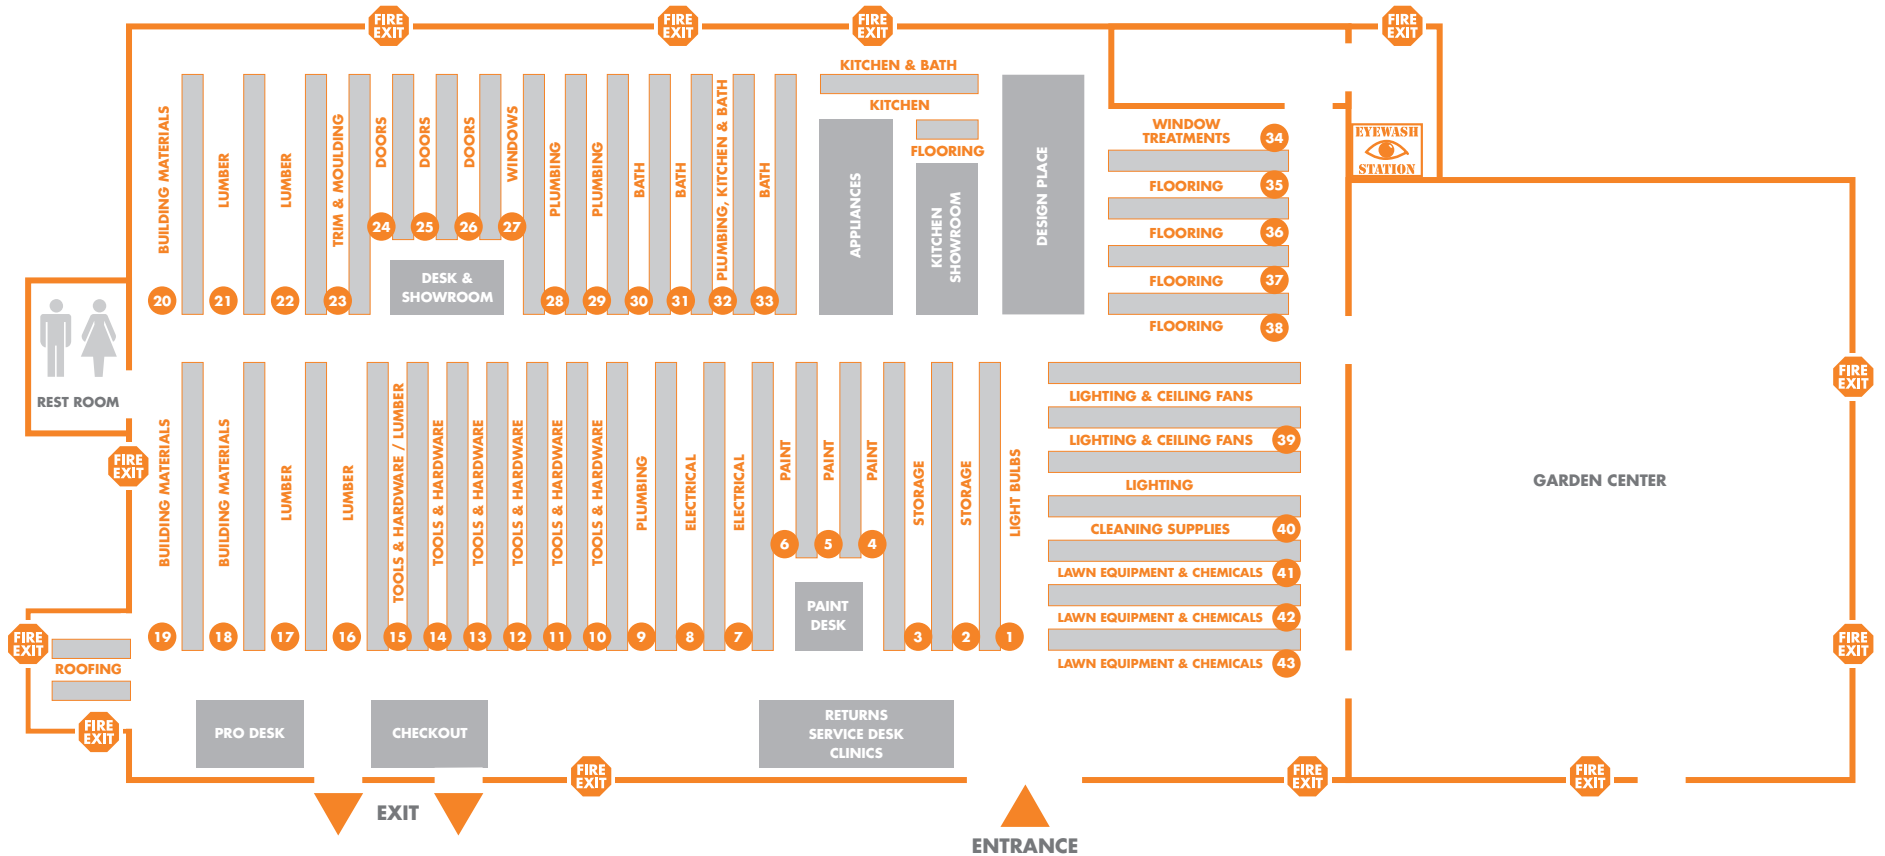 FIRE
EXIT
FIRE
EXIT
FIRE
EXIT
FIRE
EXIT
BUILDING MATERIALS
20
LUMBER
21
LUMBER
22
TRIM & MOULDING
23
DOORS
24
DOORS
25
DOORS
26
WINDOWS
27
DESK &
SHOWROOM
PLUMBING
28
PLUMBING
29
BATH
30
BATH
31
PLUMBING, KITCHEN & BATH
32
BATH
33
KITCHEN & BATH
KITCHEN
FLOORING
APPLIANCES
KITCHEN
SHOWROOM
DESIGN PLACE
WINDOW
TREATMENTS
34
FLOORING
35
FLOORING
36
FLOORING
37
FLOORING
38
EYEWASH
STATION
REST ROOM
FIRE
EXIT
BUILDING MATERIALS
19
BUILDING MATERIALS
18
LUMBER
17
LUMBER
16
TOOLS & HARDWARE / LUMBER
15
TOOLS & HARDWARE
14
TOOLS & HARDWARE
13
TOOLS & HARDWARE
12
TOOLS & HARDWARE
11
TOOLS & HARDWARE
10
PLUMBING
9
ELECTRICAL
8
ELECTRICAL
7
PAINT
6
PAINT
5
PAINT
4
PAINT
DESK
STORAGE
3
STORAGE
2
LIGHT BULBS
1
LIGHTING & CEILING FANS
LIGHTING & CEILING FANS
39
LIGHTING
CLEANING SUPPLIES
40
LAWN EQUIPMENT & CHEMICALS
41
LAWN EQUIPMENT & CHEMICALS
42
LAWN EQUIPMENT & CHEMICALS
43
GARDEN CENTER
FIRE
EXIT
FIRE
EXIT
FIRE
EXIT
ROOFING
FIRE
EXIT
PRO DESK
CHECKOUT
RETURNS
SERVICE DESK
CLINICS
FIRE
EXIT
FIRE
EXIT
FIRE
EXIT
EXIT
ENTRANCE